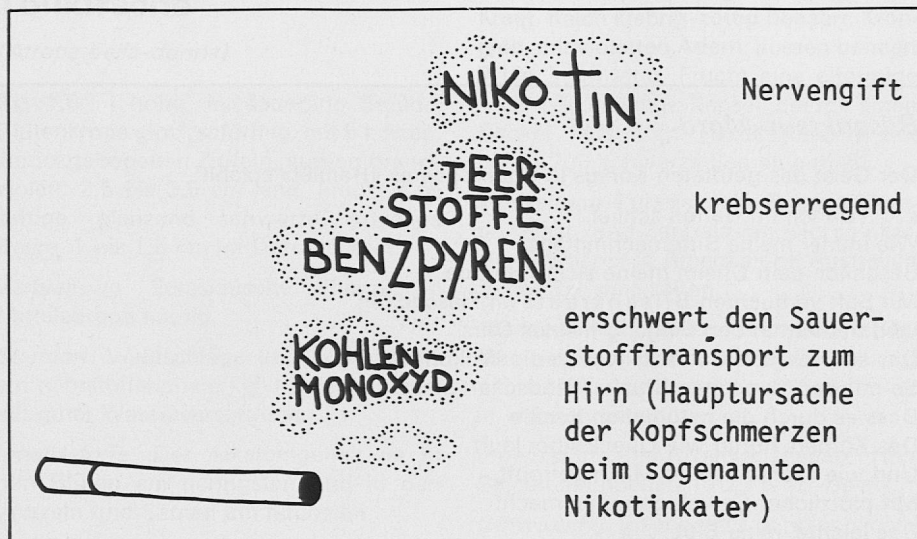 NIKOTIN
Nervengift
TEER-
STOFFE
BENZPYREN
krebserregend
KOHLEN-
MONOXYD
erschwert den Sauer-
stofftransport zum
Hirn (Hauptursache
der Kopfschmerzen
beim sogenannten
Nikotinkater)